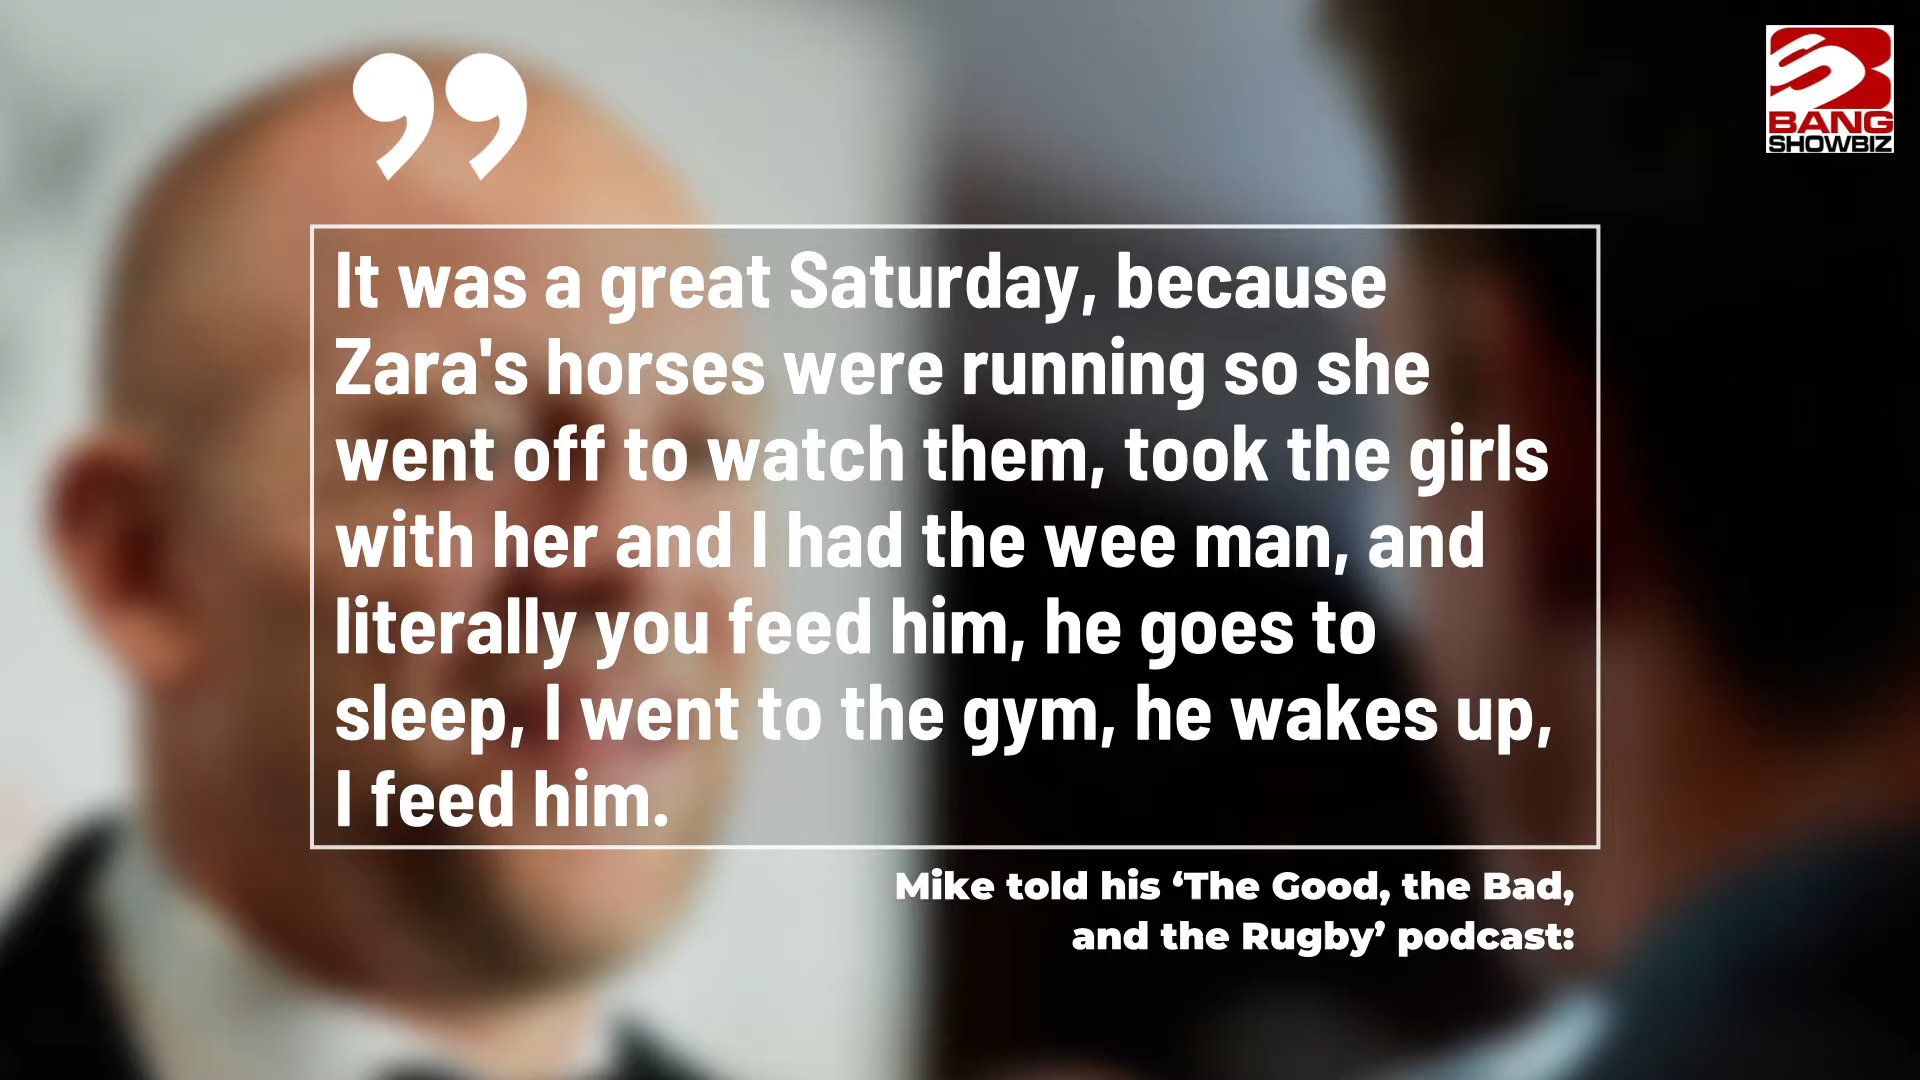 ”
It was a great Saturday, because
Zara's horses were running so she
went off to watch them, took the girls
with her and I had the wee man, and
literally you feed him, he goes to
sleep, I went to the gym, he wakes up,
I feed him.
Mike told his ‘The Good, the Bad,
and the Rugby’ podcast:
BANG
SHOWBIZ